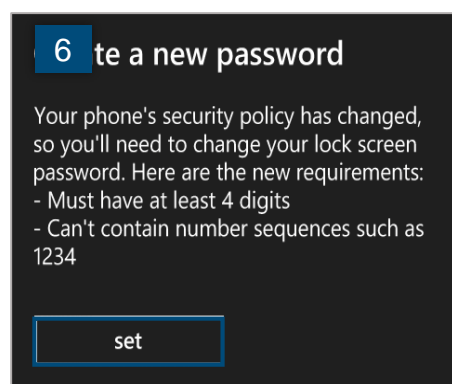 6 te a new password
Your phone's security policy has changed,
so you'll need to change your lock screen
password. Here are the new requirements:
- Must have at least 4 digits
- Can't contain number sequences such as
1234
set